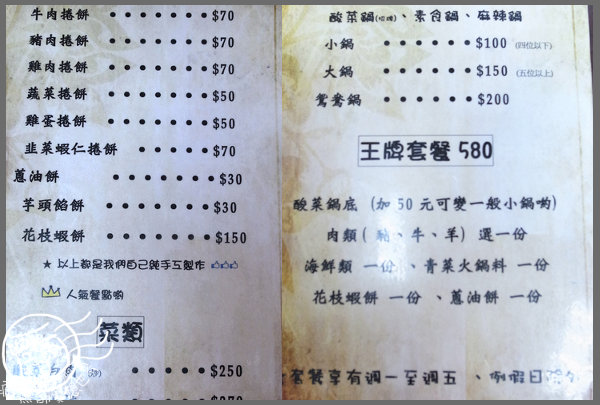 牛肉捲餅 • • • • • • $70
豬肉捲餅 • • • • • • $70
雞肉捲餅 • • • • • • $70
蔬菜捲餅 • • • • • • $50
雞蛋捲餅 • • • • • • $50
韭菜蝦仁捲餅 • • • • • $70
蔥油餅 • • • • • • • $30
芋頭餡餅 • • • • • • $30
花枝蝦餅 • • • • • • • $150
★ 以上都是我們自己純手工製作
人氣餐點喲
菜類
• • • • • $250
酸菜鍋(招牌)、素食鍋、麻辣鍋
小鍋 • • • • • • $100 (四位以下)
大鍋 • • • • • • $150 (五位以上)
鴛鴦鍋 • • • • • • $200
王牌套餐 580
酸菜鍋底 (加 50 元可變一般小鍋喲)
肉類 ( 豬、牛、羊) 選一份
海鮮類 一份 、青菜火鍋料 一份
花枝蝦餅 一份 、蔥油餅 一份
套餐享有週一至週五 、例假日除外